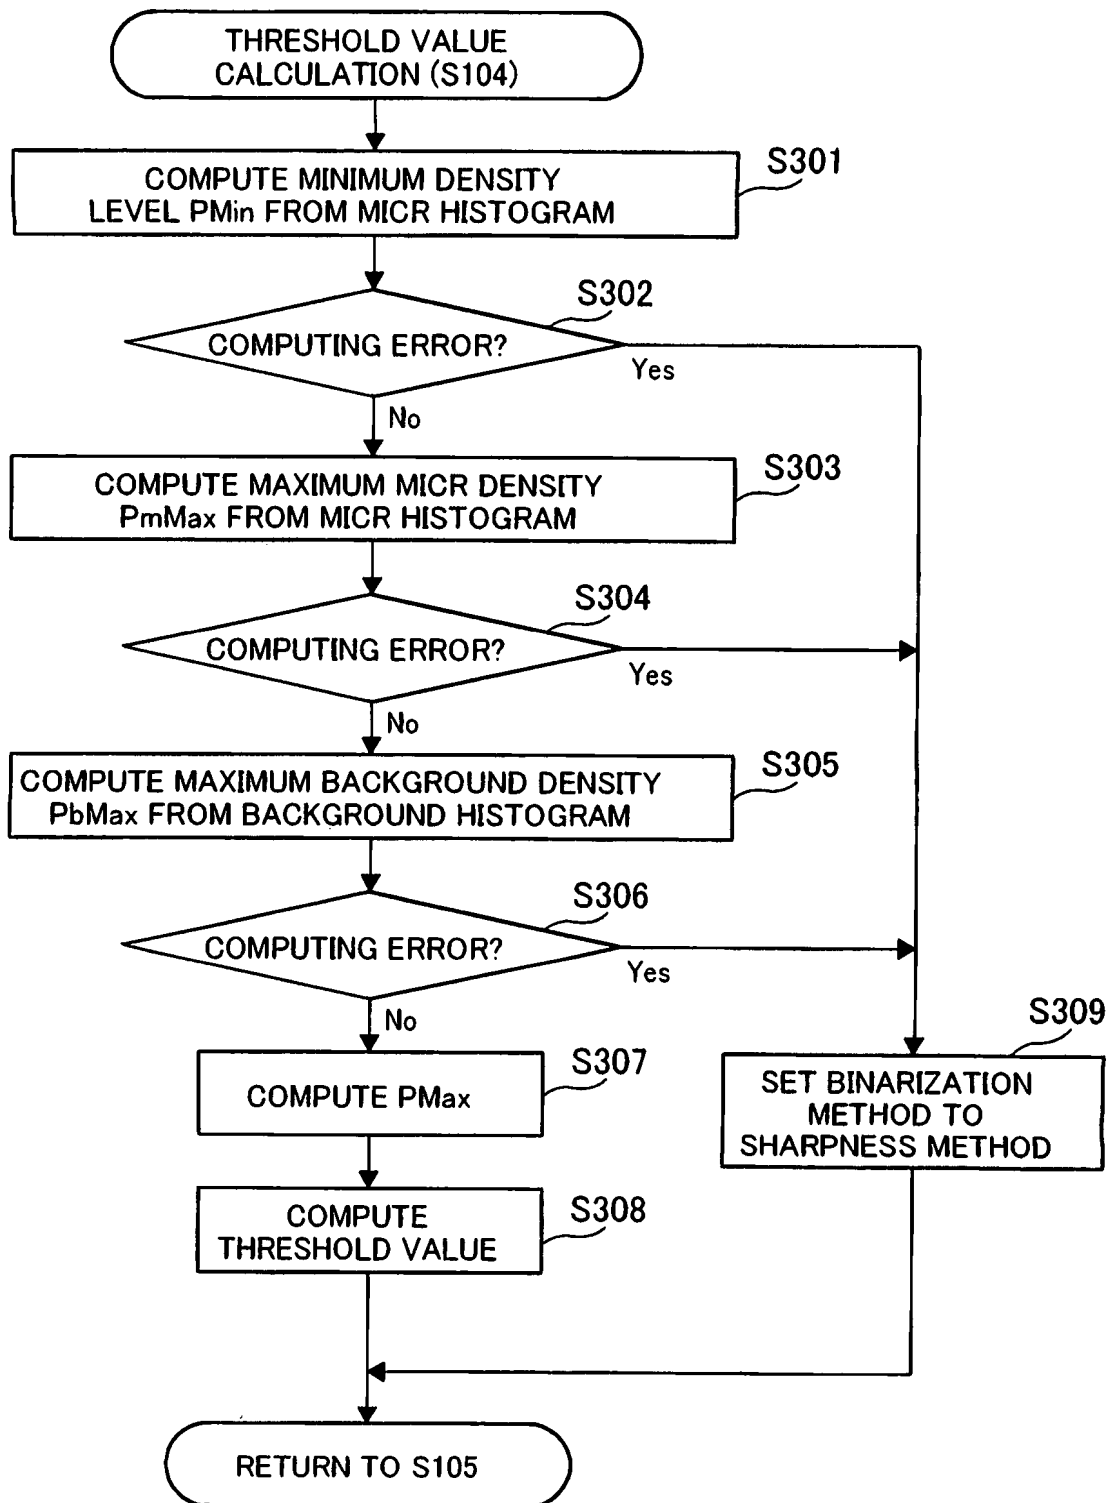 THRESHOLD VALUE
CALCULATION (S104)
S301
COMPUTE MINIMUM DENSITY
LEVEL PMin FROM MICR HISTOGRAM
S302
COMPUTING ERROR?
Yes
No
S303
COMPUTE MAXIMUM MICR DENSITY
PmMax FROM MICR HISTOGRAM
S304
COMPUTING ERROR?
Yes
No
S305
COMPUTE MAXIMUM BACKGROUND DENSITY
PbMax FROM BACKGROUND HISTOGRAM
S306
COMPUTING ERROR?
Yes
No
S307
COMPUTE PMax
S309
SET BINARIZATION
METHOD TO
SHARPNESS METHOD
S308
COMPUTE
THRESHOLD VALUE
RETURN TO S105